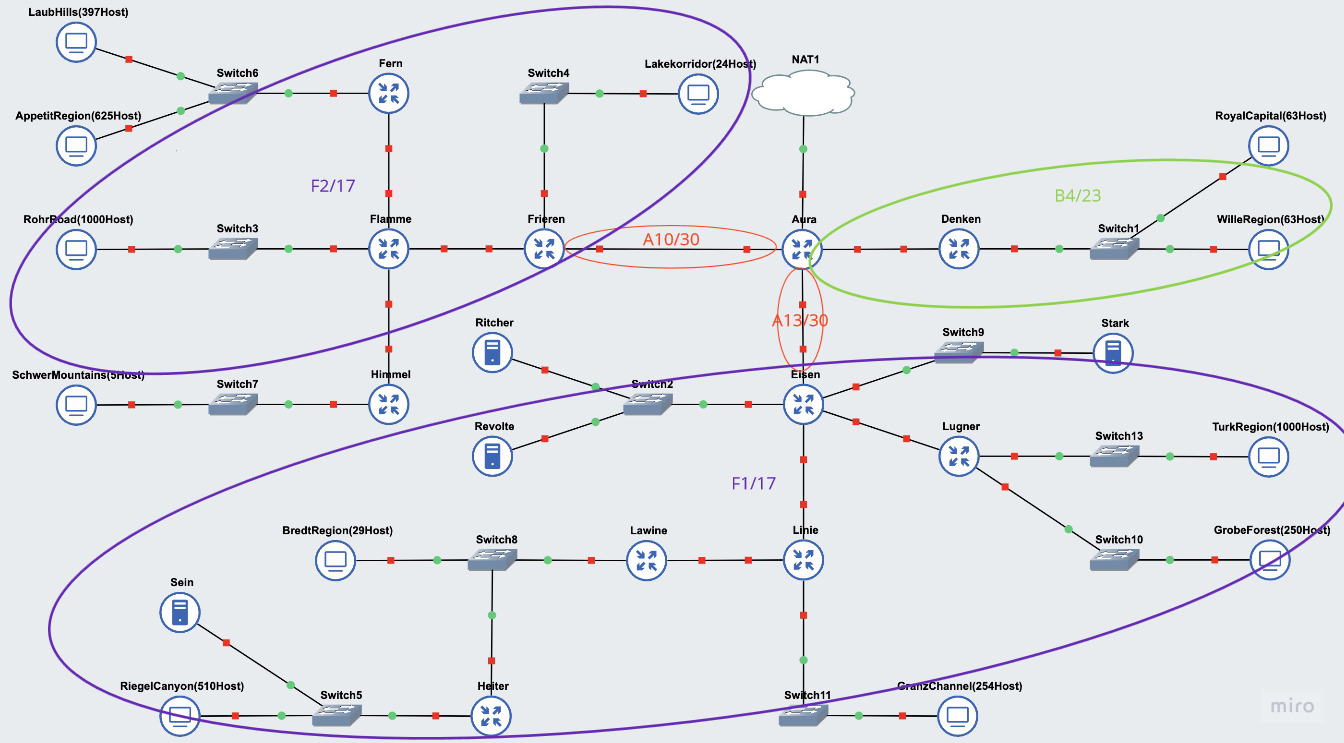 LaubHills(397Host)
Switch6
Fern
Switch4
Lakekorridor(24Host)
NAT1
AppetitRegion(625Host)
RoyalCapital(63Host)
F2/17
B4/23
RohrRoad(1000Host)
Switch3
Flamme
Frieren
A10/30
Aura
Denken
Switch1
WilleRegion(63Host)
Ritcher
A13/30
Switch9
Stark
SchwerMountains(5Host)
Switch7
Himmel
Switch2
Eisen
Revolte
Lugner
Switch13
TurkRegion(1000Host)
F1/17
BredtRegion(29Host)
Switch8
Lawine
Linie
Switch10
GrobeForest(250Host)
Sein
RiegelCanyon(510Host)
Switch5
Heiter
Switch11
GranzChannel(254Host)
miro